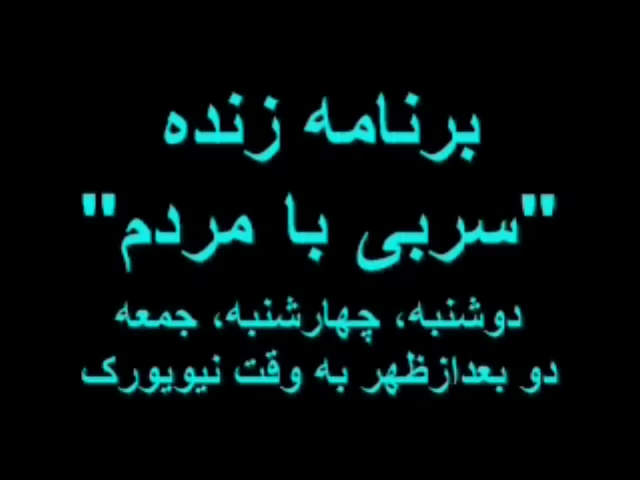 برنامه زنده
"سربی با مردم"
دوشنبه، چهارشنبه، جمعه
دو بعدازظهر به وقت نیویورک